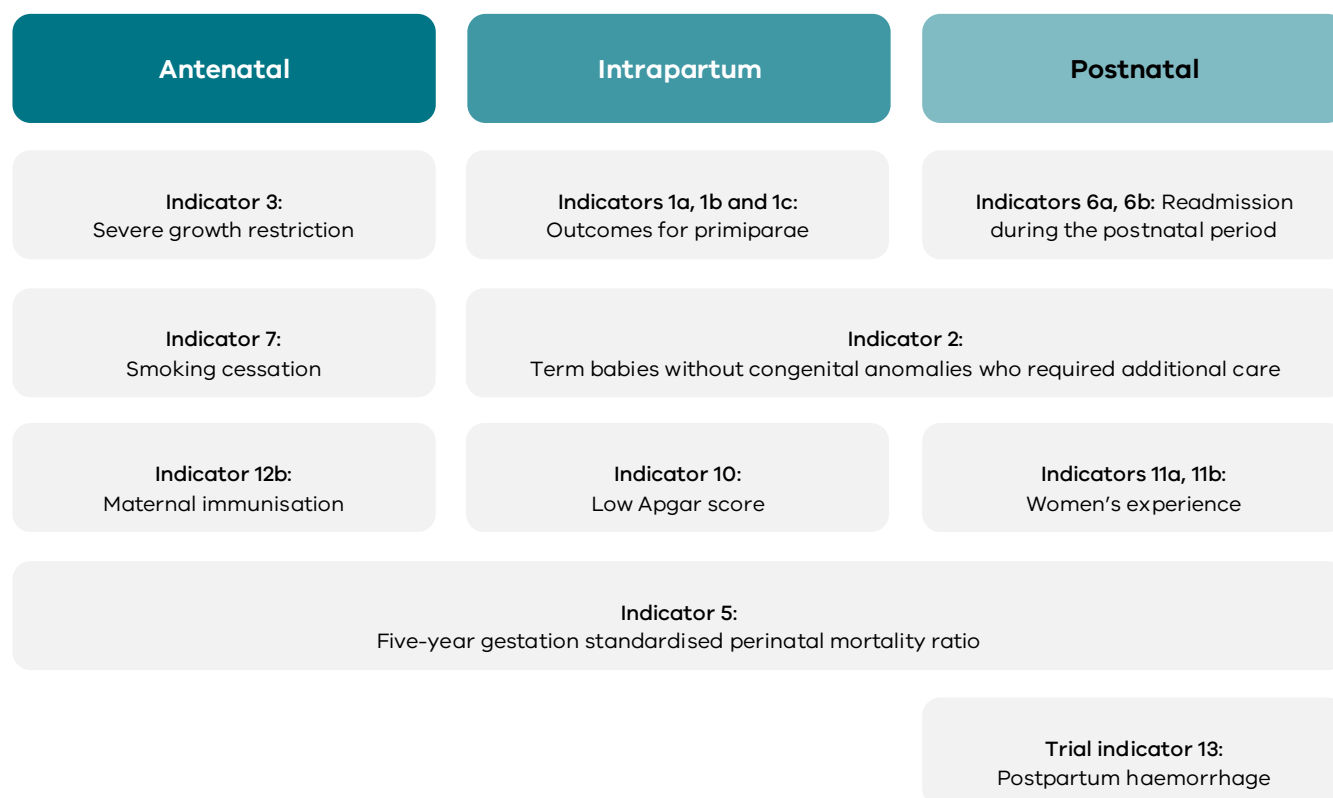 Antenatal
Intrapartum
Postnatal
Indicator 3:
Severe growth restriction
Indicators 1a, 1b and 1c:
Outcomes for primiparae
Indicators 6a, 6b: Readmission
during the postnatal period
Indicator 7:
Smoking cessation
Indicator 2:
Term babies without congenital anomalies who required additional care
Indicator 12b:
Maternal immunisation
Indicator 10:
Low Apgar score
Indicators 11a, 11b:
Women’s experience
Indicator 5:
Five-year gestation standardised perinatal mortality ratio
Trial indicator 13:
Postpartum haemorrhage